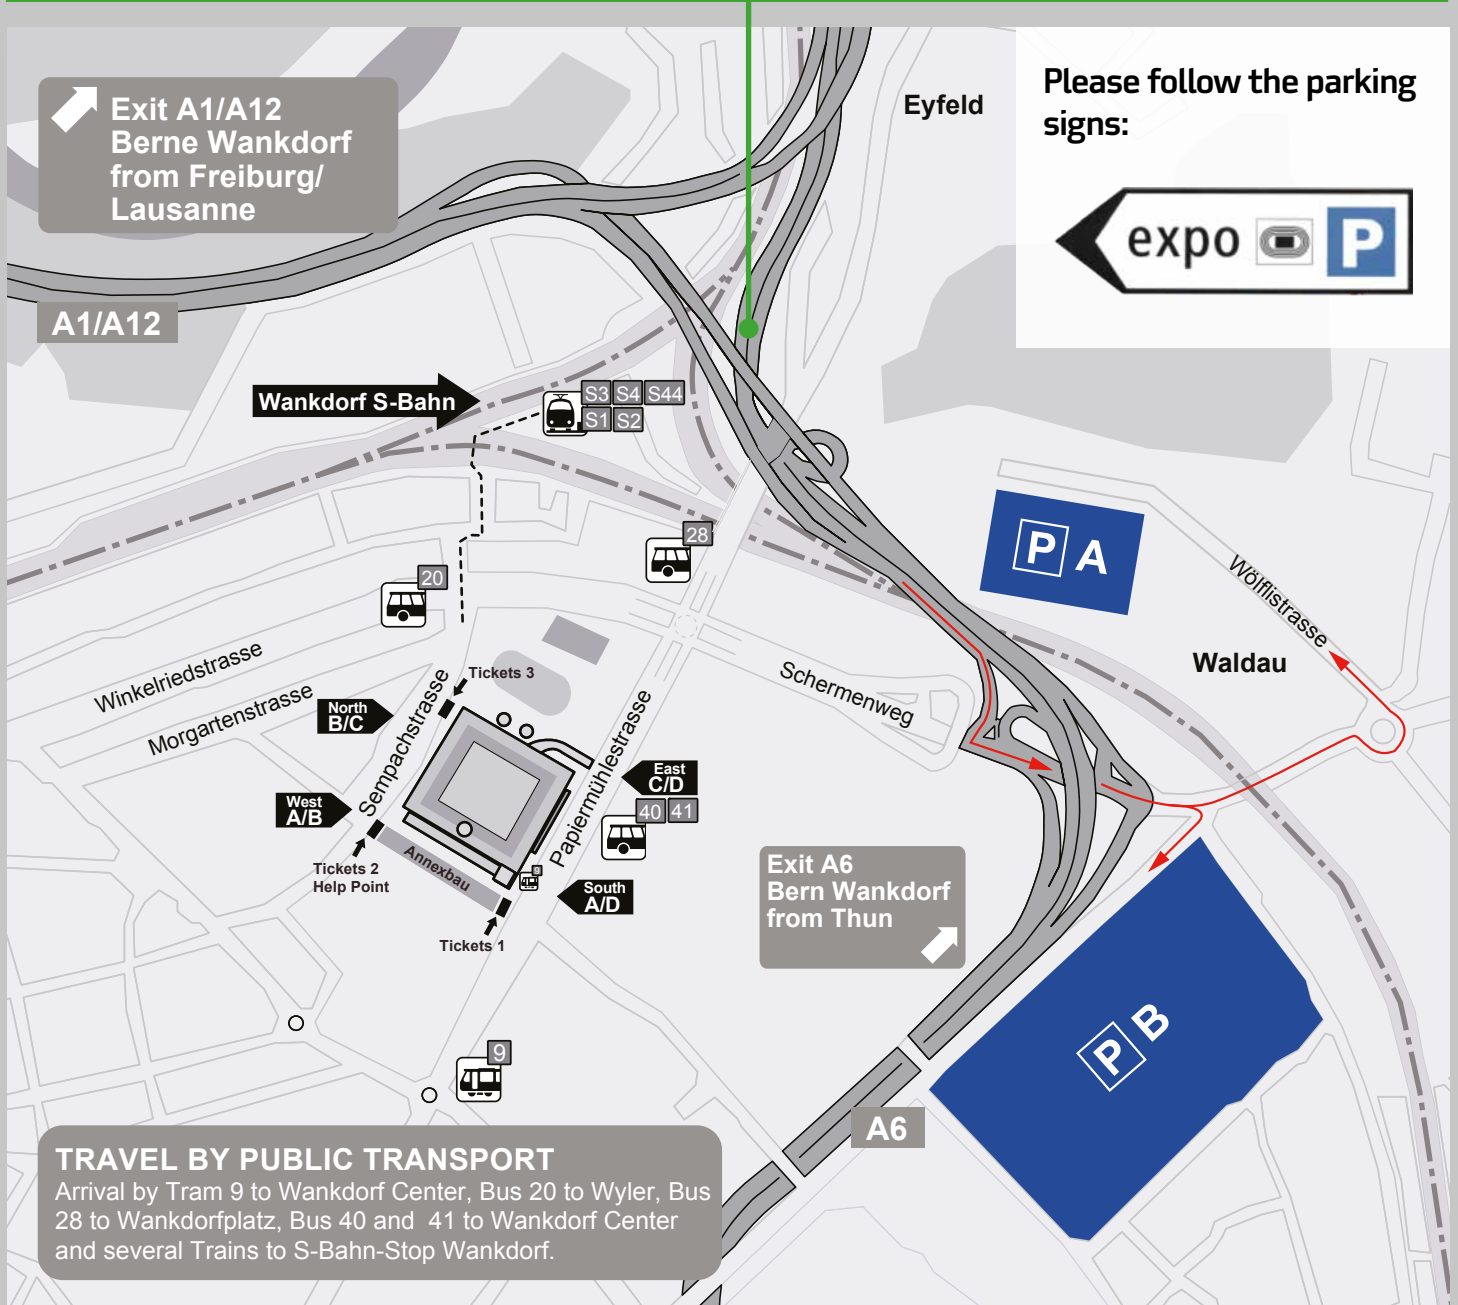 Exit A1/A12
Berne Wankdorf
from Freiburg/
Lausanne
Eyfeld
Please follow the parking
signs:
expo P
A1/A12
Wankdorf S-Bahn
S3 S4 S44
S1 S2
28
20
P A
Wölflistrasse
Waldau
Winkelriedstrasse
Morgartenstrasse
Sempachstrasse
Tickets 3
Schermenweg
North
B/C
Papiermühlestrasse
East
C/D
40 41
West
A/B
Tickets 2
Help Point
Annexbau
South
A/D
Tickets 1
Exit A6
Bern Wankdorf
from Thun
P B
9
A6
TRAVEL BY PUBLIC TRANSPORT
Arrival by Tram 9 to Wankdorf Center, Bus 20 to Wyler, Bus
28 to Wankdorfplatz, Bus 40 and 41 to Wankdorf Center
and several Trains to S-Bahn-Stop Wankdorf.